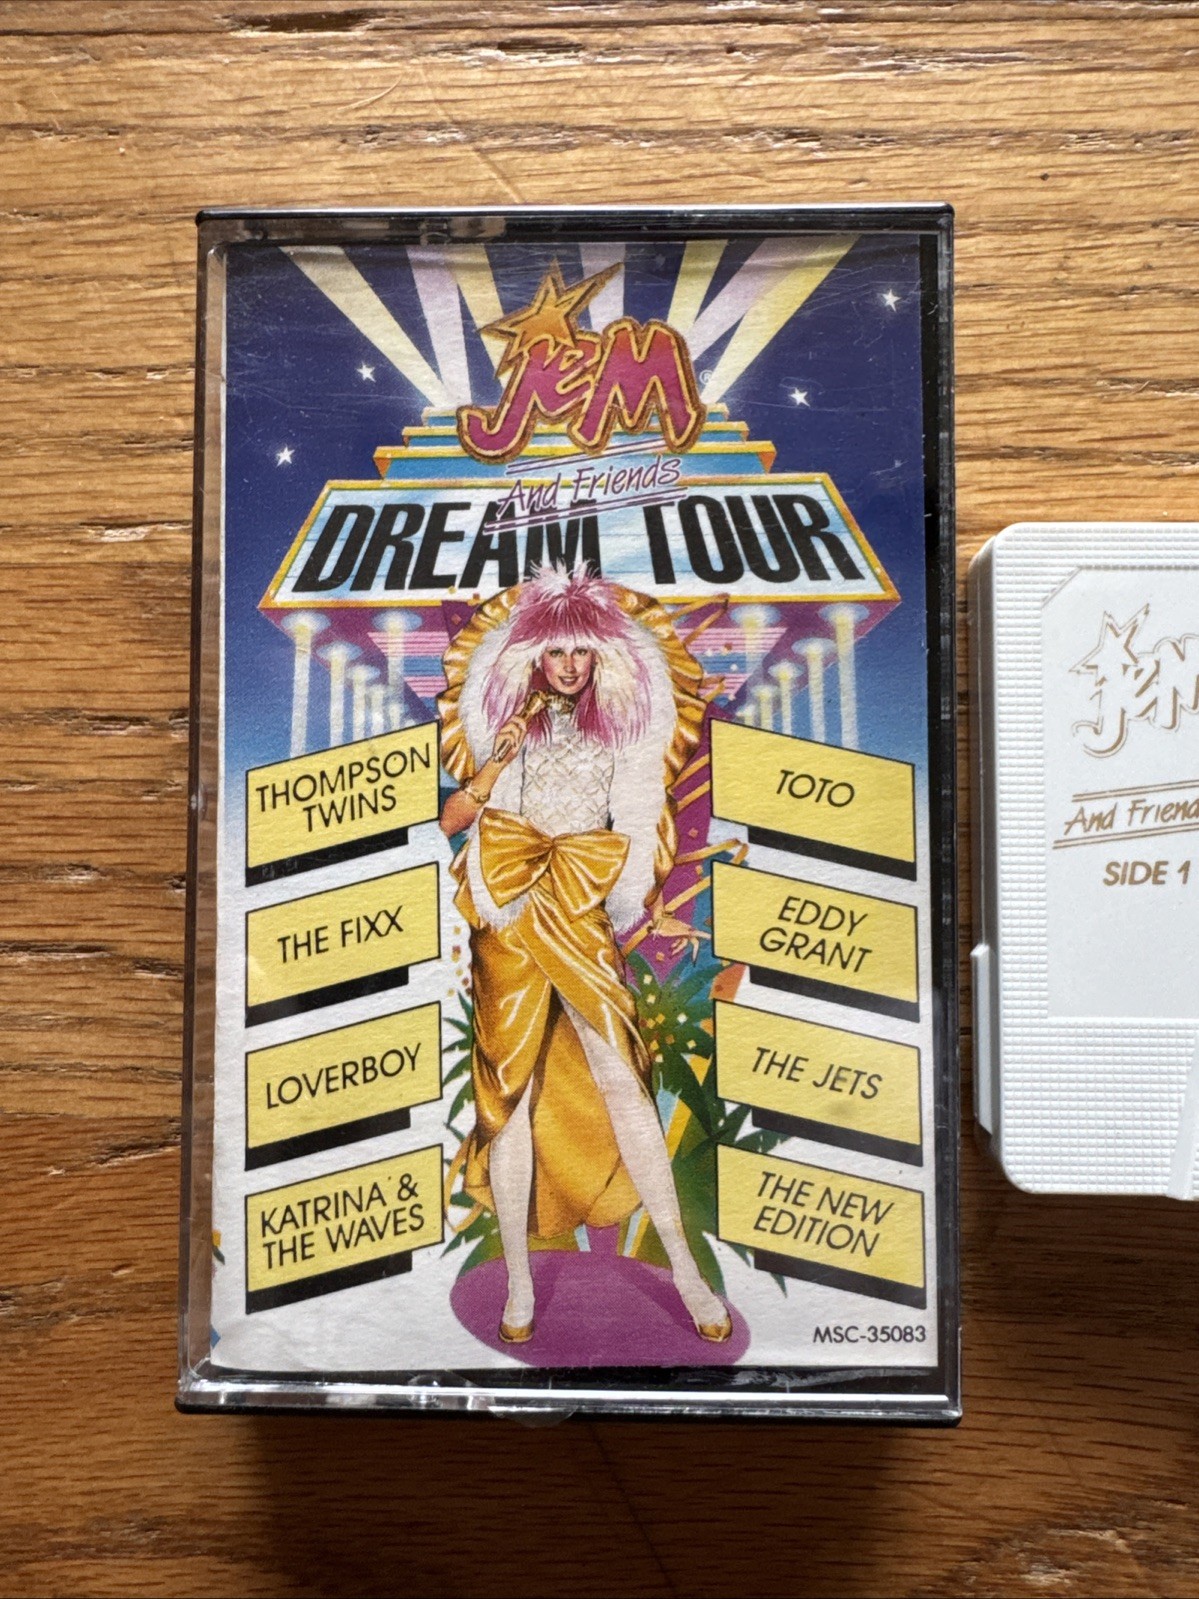 JEM
And Friends
DREAM TOUR
THOMPSON
TWINS
THE FIXX
LOVERBOY
KATRINA &
THE WAVES
TOTO
EDDY
GRANT
THE JETS
THE NEW
EDITION
MSC-35083
JEM
And
SIDE 1